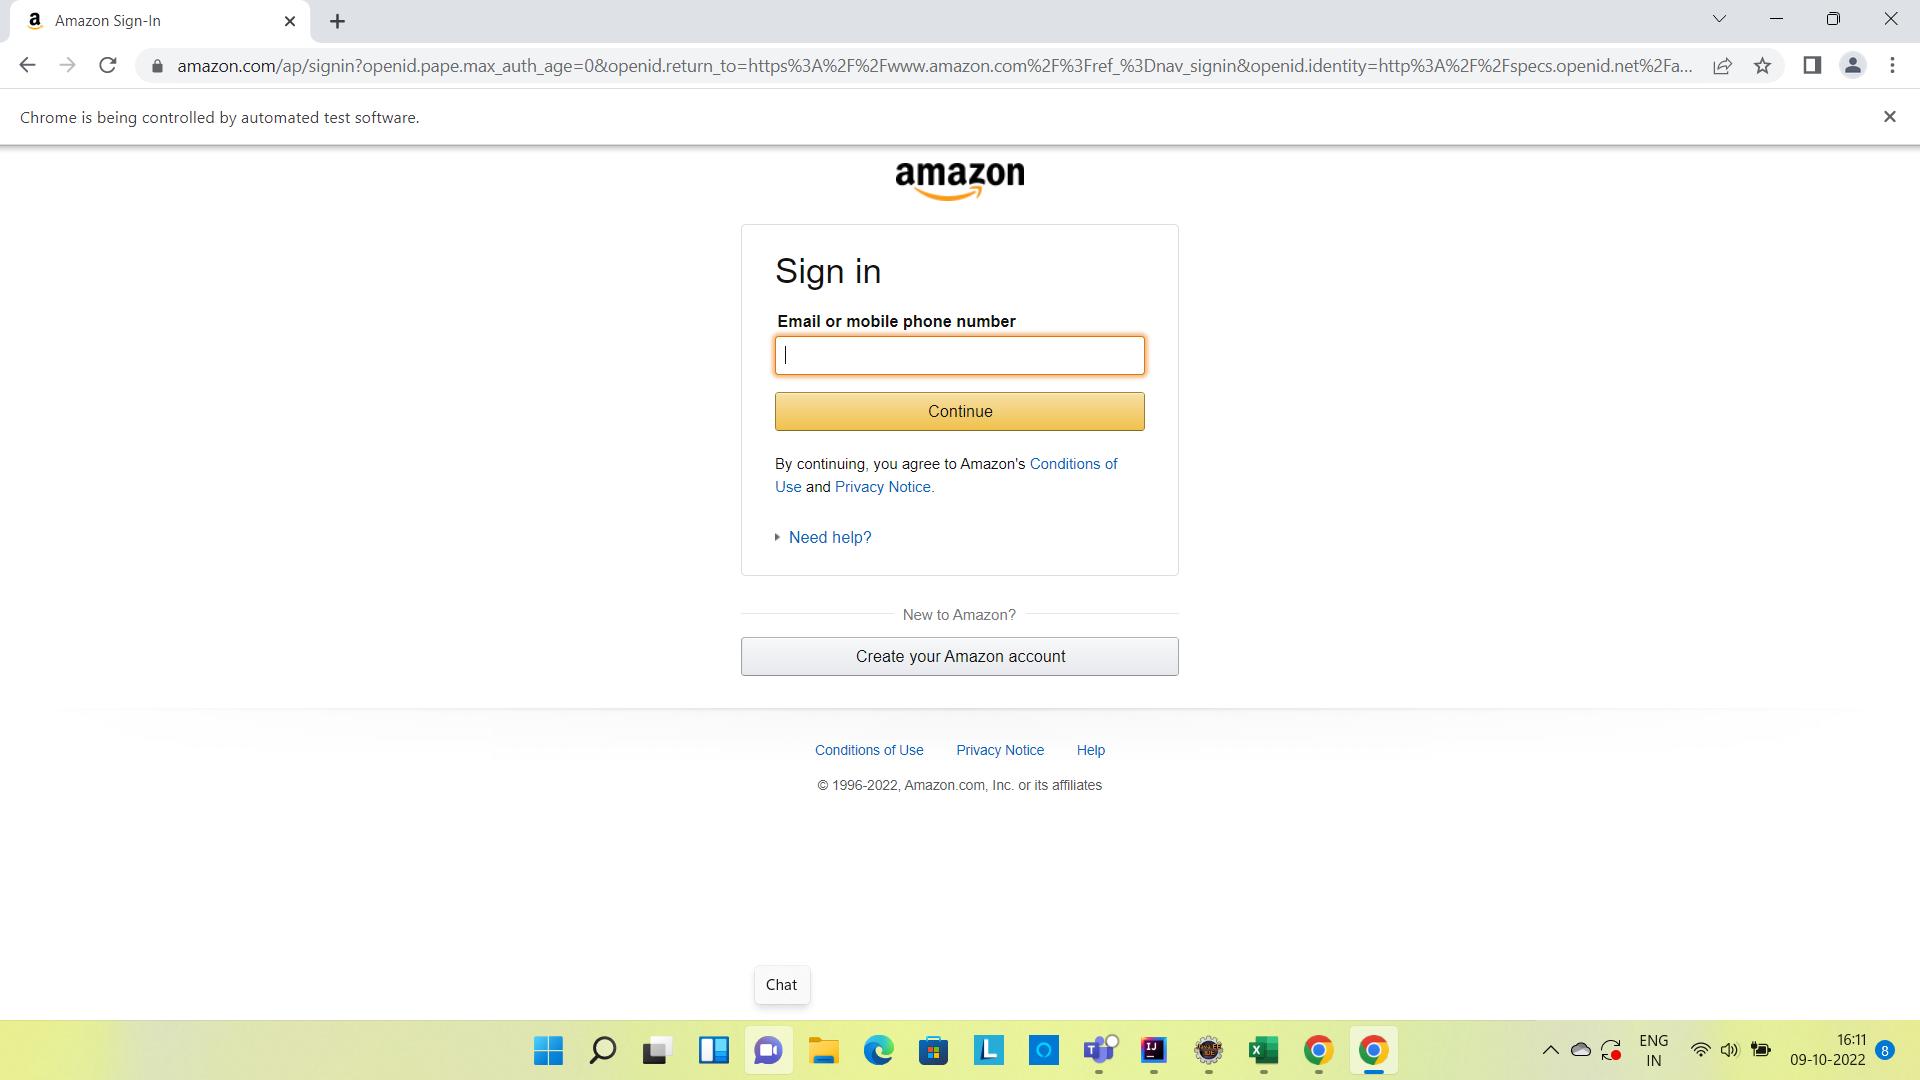 Amazon Sign-In
amazon.com/ap/signin?openid.pape.max_auth_age=0&openid.return_to=https%3A%2F%2Fwww.amazon.com%2F%3Fref_%3Dnav_signin&openid.identity=http%3A%2F%2Fspecs.openid.net%2Fa...
Chrome is being controlled by automated test software.
amazon
Sign in
Email or mobile phone number
Continue
By continuing, you agree to Amazon's Conditions of
Use and Privacy Notice.
Need help?
New to Amazon?
Create your Amazon account
Conditions of Use Privacy Notice Help
© 1996-2022, Amazon.com, Inc. or its affiliates
Chat
ENG
IN
16:11
09-10-2022
8